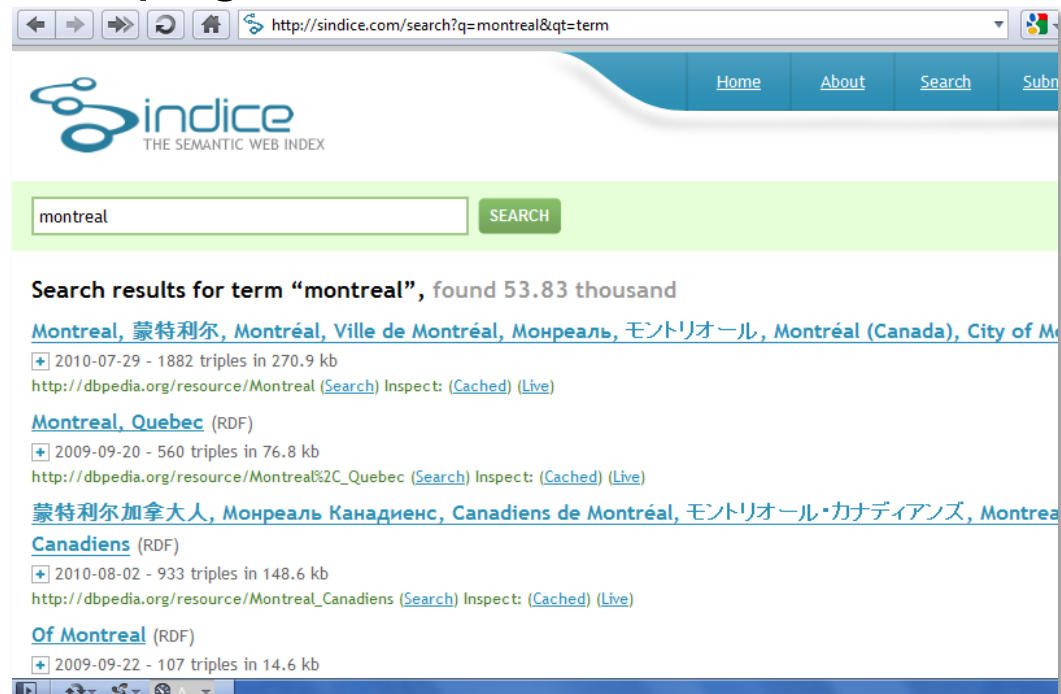 http://sindice.com/search?q=montreal&qt=term
Home About Search Subm
Sindice
THE SEMANTIC WEB INDEX
montreal SEARCH
Search results for term “montreal”, found 53.83 thousand
Montreal, 蒙特利尔, Montréal, Ville de Montréal, Монреаль, モントリオール, Montréal (Canada), City of Mo
+ 2010-07-29 - 1882 triples in 270.9 kb
http://dbpedia.org/resource/Montreal (Search) Inspect: (Cached) (Live)
Montreal, Quebec (RDF)
+ 2009-09-20 - 560 triples in 76.8 kb
http://dbpedia.org/resource/Montreal%2C_Quebec (Search) Inspect: (Cached) (Live)
蒙特利尔加拿大人, Монреаль Канадиенс, Canadiens de Montréal, モントリオール・カナディアンズ, Montrea
Canadiens (RDF)
+ 2010-08-02 - 933 triples in 148.6 kb
http://dbpedia.org/resource/Montreal_Canadiens (Search) Inspect: (Cached) (Live)
Of Montreal (RDF)
+ 2009-09-22 - 107 triples in 14.6 kb